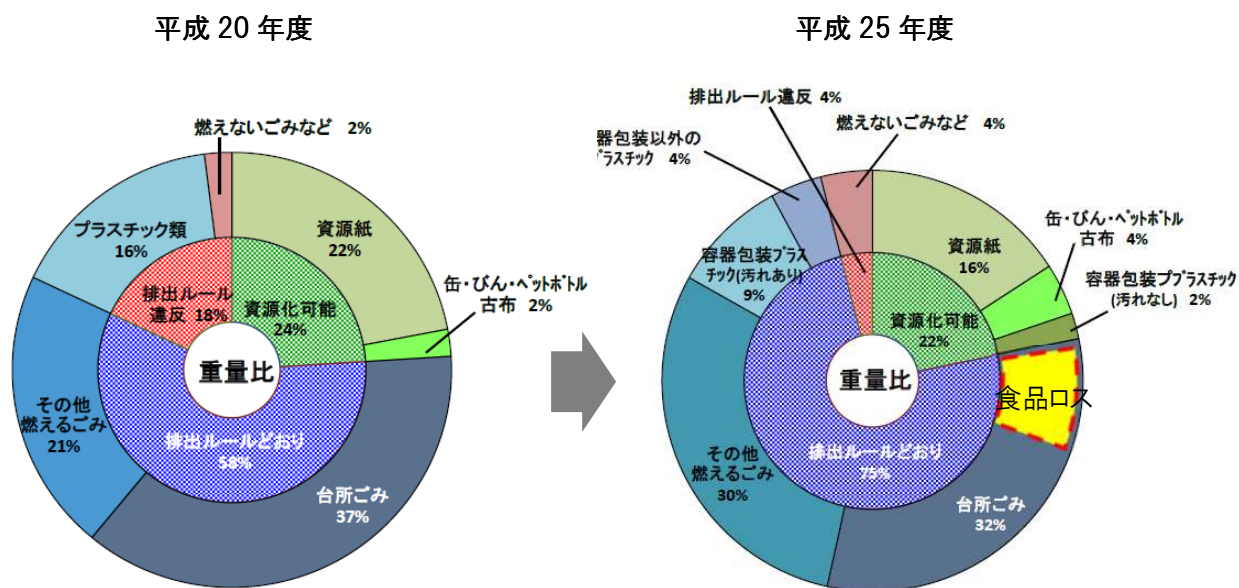 平成 20 年度
燃えないごみなど 2%
プラスチック類
16%
資源紙
22%
排出ルール
違反 18%
資源化可能
24%
缶・びん・ペットボトル
古布 2%
重量比
その他
燃えるごみ
21%
排出ルールどおり
58%
台所ごみ
37%
平成 25 年度
排出ルール違反 4%
燃えないごみなど 4%
器包装以外の
プラスチック 4%
缶・びん・ペットボトル
古布 4%
容器包装ププラスチック
(汚れなし) 2%
容器包装プラス
チック(汚れあり)
9%
資源紙
16%
資源化可能
22%
重量比
食品ロス
その他
燃えるごみ
30%
排出ルールどおり
75%
台所ごみ
32%